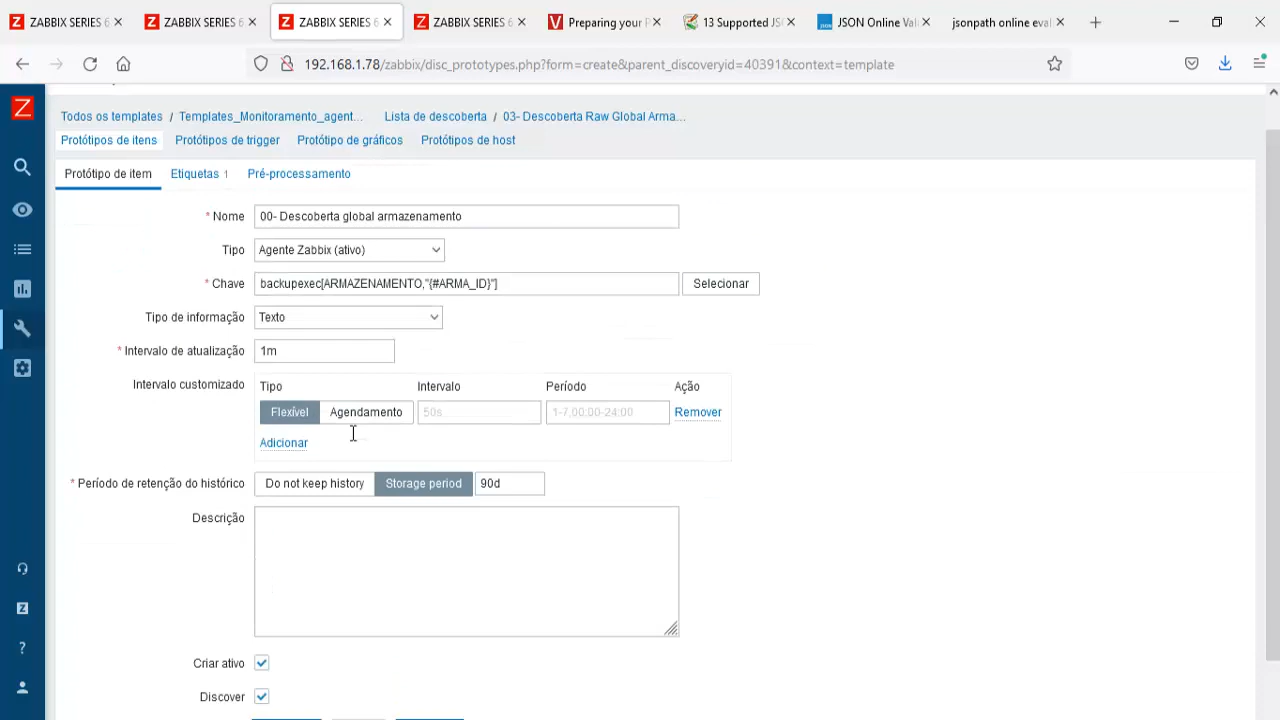 ZABBIX SERIES 6
ZABBIX SERIES 6
ZABBIX SERIES 6
ZABBIX SERIES 6
Preparing your P
13 Supported JS
JSON Online Vali
jsonpath online eval
192.168.1.78/zabbix/disc_prototypes.php?form=create&parent_discoveryid=40391&context=template
Todos os templates / Templates_Monitoramento_agent... Lista de descoberta / 03- Descoberta Raw Global Arma...
Protótipos de itens Protótipos de trigger Protótipo de gráficos Protótipos de host
Protótipo de item Etiquetas 1 Pré-processamento
* Nome 00- Descoberta global armazenamento
Tipo Agente Zabbix (ativo)
* Chave backupexec[ARMAZENAMENTO,"{#ARMA_ID}"] Selecionar
Tipo de informação Texto
* Intervalo de atualização 1m
Intervalo customizado Tipo Intervalo Período Ação
Flexível Agendamento 50s 1-7,00:00-24:00 Remover
Adicionar
* Período de retenção do histórico Do not keep history Storage period 90d
Descrição
Criar ativo
Discover